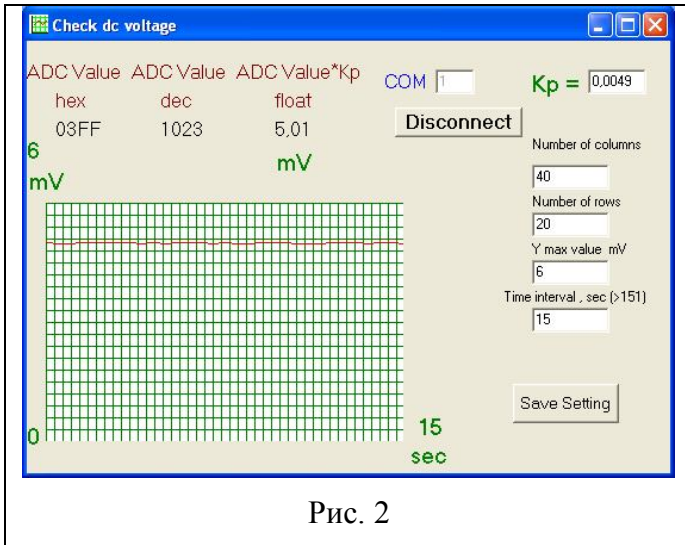 Check dc voltage
ADC Value ADC Value ADC Value*Kp
hex dec float
03FF 1023 5,01
mV
COM 1
Disconnect
Kp = 0,0049
Number of columns
40
Number of rows
20
Y max value mV
6
Time interval , sec (>151)
15
Save Setting
6
mV
0
15
sec
Рис. 2